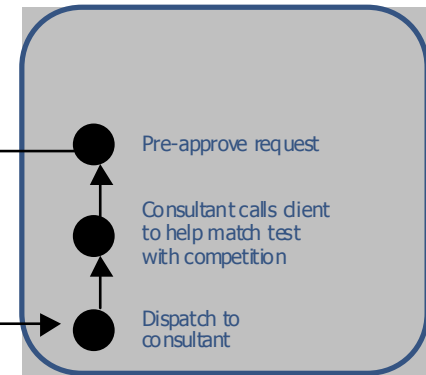 Pre-approve request
Consultant calls client
to help match test
with competition
Dispatch to
consultant